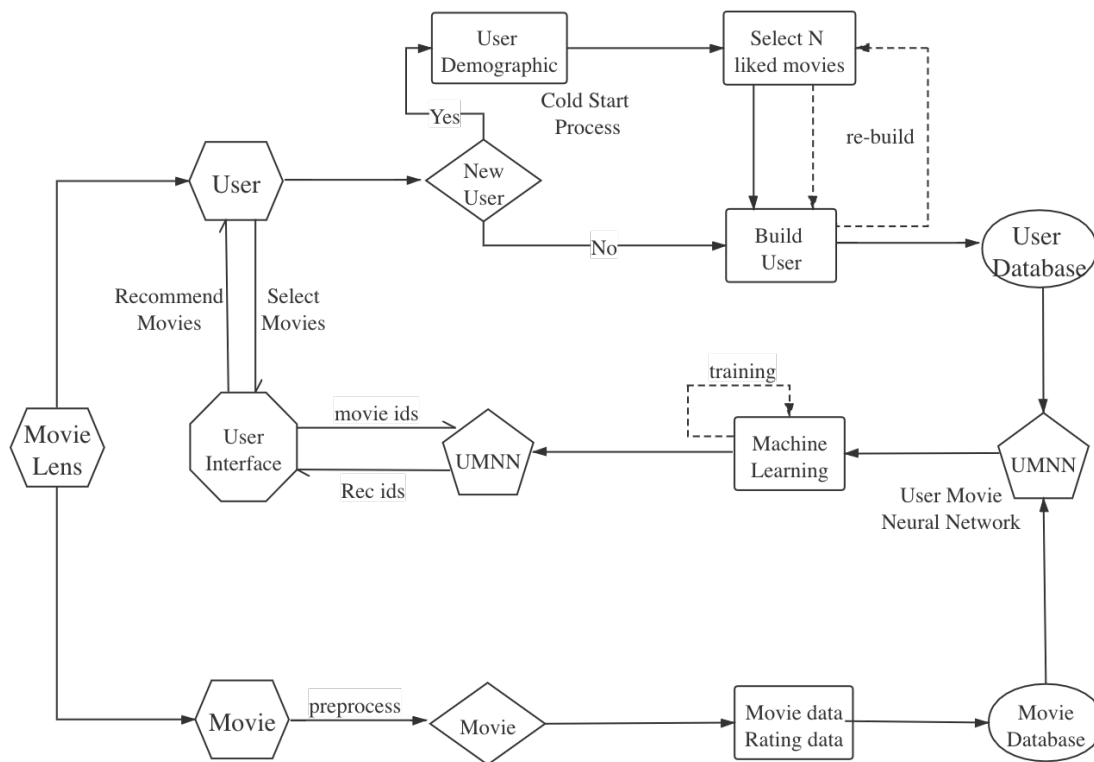 User
Demographic
Select N
liked movies
Cold Start
Process
Yes
re-build
User
New
User
No
Build
User
User
Database
Recommend
Movies
Select
Movies
training
movie ids
Movie
Lens
User
Interface
UMNN
Rec ids
Machine
Learning
UMNN
User Movie
Neural Network
Movie
preprocess
Movie
Movie data
Rating data
Movie
Database